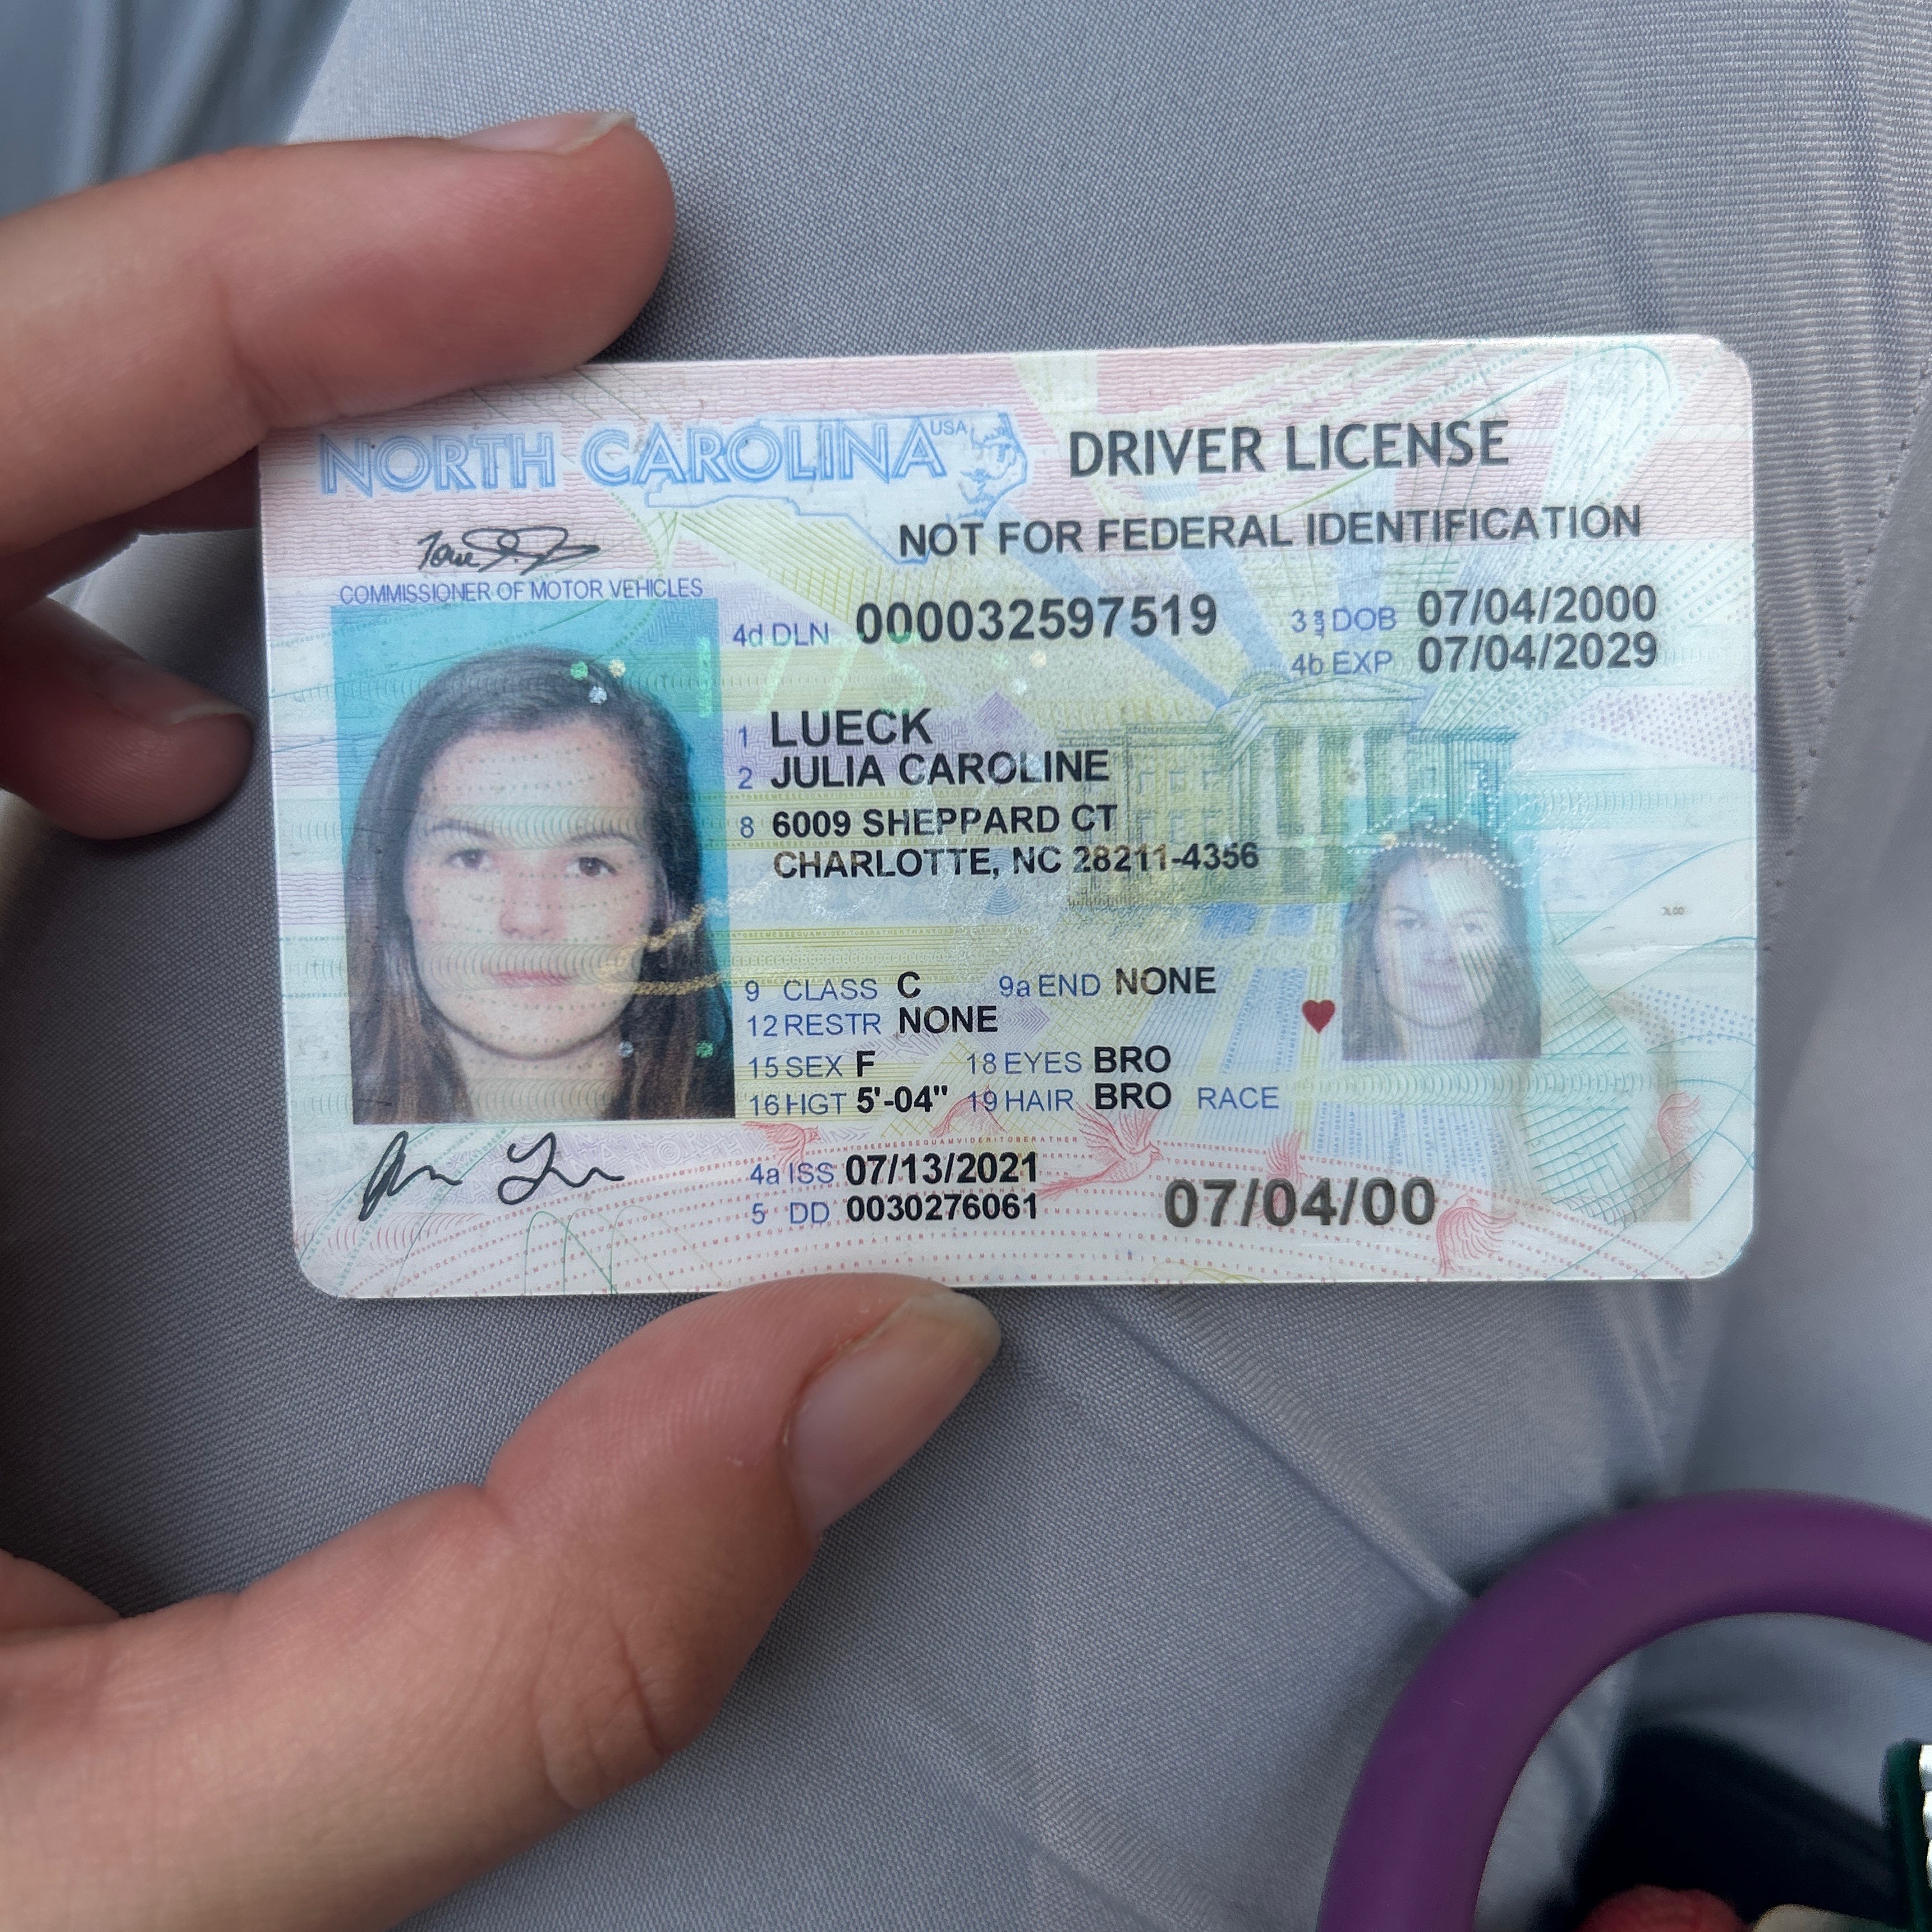 NORTH CAROLINA USA DRIVER LICENSE
NOT FOR FEDERAL IDENTIFICATION
COMMISSIONER OF MOTOR VEHICLES
4d DLN 000032597519 3 DOB 07/04/2000
4b EXP 07/04/2029
1 LUECK
2 JULIA CAROLINE
8 6009 SHEPPARD CT
CHARLOTTE, NC 28211-4356
9 CLASS C 9a END NONE
12 RESTR NONE
15 SEX F 18 EYES BRO
16 HGT 5'-04" 19 HAIR BRO RACE
4a ISS 07/13/2021
5 DD 0030276061
07/04/00